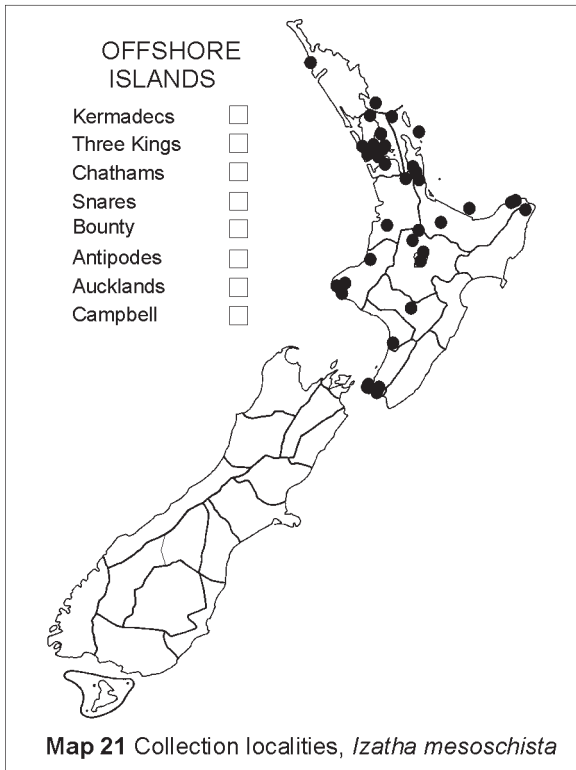 OFFSHORE
ISLANDS
Kermadecs
Three Kings
Chathams
Snares
Bounty
Antipodes
Aucklands
Campbell
Map 21 Collection localities, Izatha mesoschista